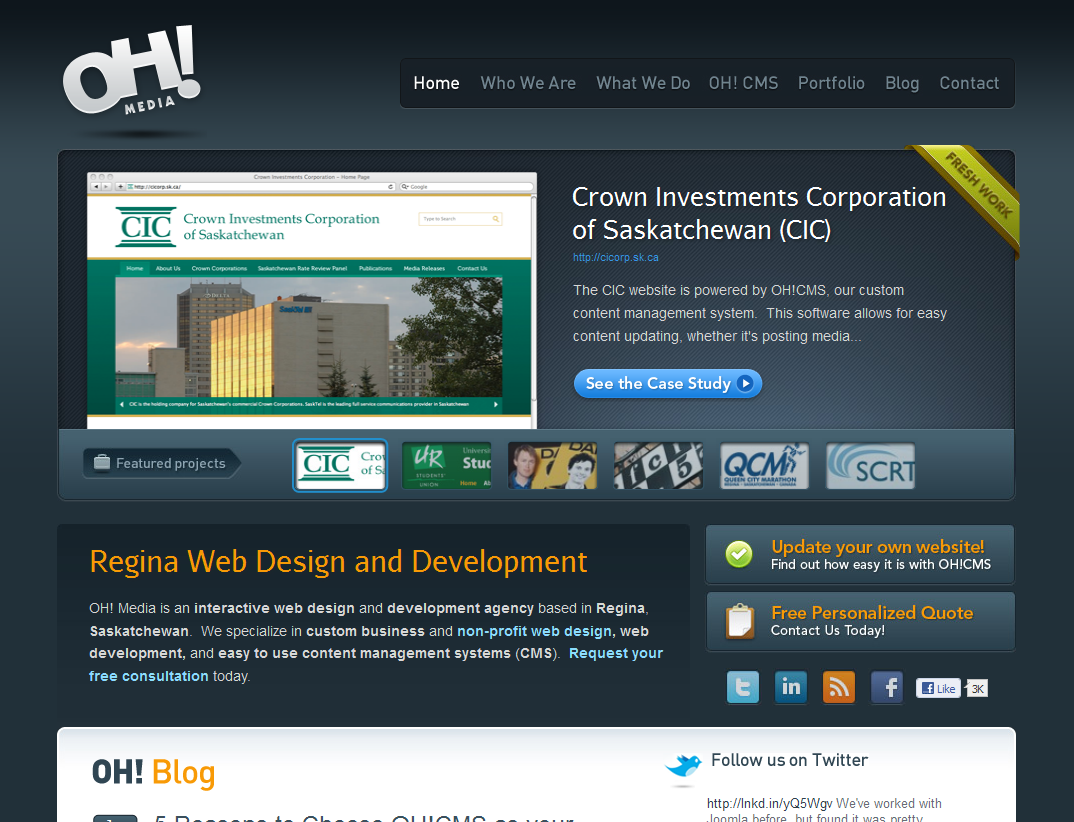 OH!
MEDIA
Home Who We Are What We Do OH! CMS Portfolio Blog Contact
FRESH WORK
Crown Investments Corporation – Home Page
http://cicorp.sk.ca/
Google
CIC Crown Investments Corporation
of Saskatchewan
Type to Search
Home About Us Crown Corporations Saskatchewan Rate Review Panel Publications Media Releases Contact Us
SaskTel
CIC is the holding company for Saskatchewan's commercial Crown Corporations. SaskTel is the leading full service communications provider in Saskatchewan
Crown Investments Corporation
of Saskatchewan (CIC)
http://cicorp.sk.ca
The CIC website is powered by OH!CMS, our custom
content management system.  This software allows for easy
content updating, whether it's posting media...
See the Case Study
Featured projects
CIC Crow
of Sa
UR
STUDENTS'
UNION
Universi
Stuc
Home Ab
DA
icb
QCM
QUEEN CITY MARATHON
REGINA - SASKATCHEWAN - CANADA
SCRT
Regina Web Design and Development
OH! Media is an interactive web design and development agency based in Regina,
Saskatchewan.  We specialize in custom business and non-profit web design, web
development, and easy to use content management systems (CMS).  Request your
free consultation today.
Update your own website!
Find out how easy it is with OH!CMS
Free Personalized Quote
Contact Us Today!
Like 3K
OH! Blog
5 Reasons to Choose OH!CMS as your
Follow us on Twitter
http://lnkd.in/yQ5Wgv We've worked with
Joomla before, but found it was pretty